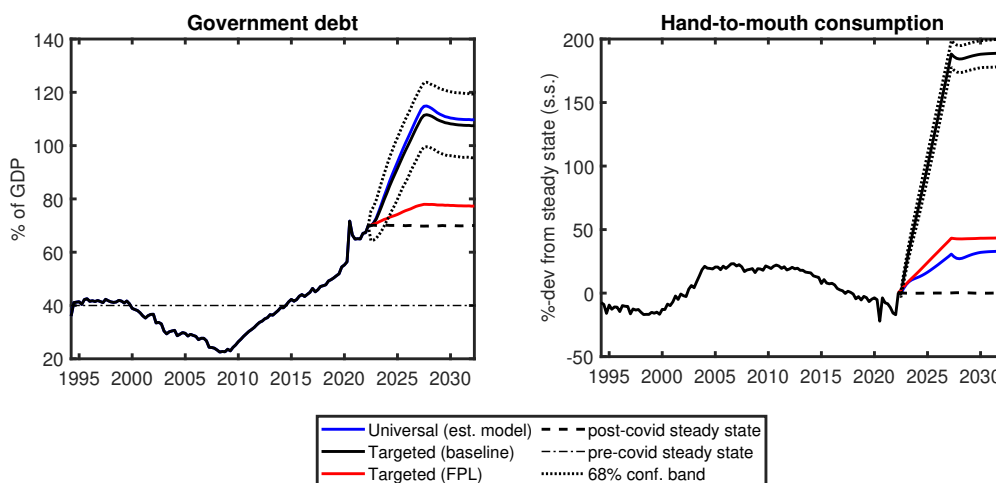 Government debt
Hand-to-mouth consumption
% of GDP
140
120
100
80
60
40
20
1995 2000 2005 2010 2015 2020 2025 2030
%-dev from steady state (s.s.)
200
150
100
50
0
-50
1995 2000 2005 2010 2015 2020 2025 2030
Universal (est. model)
Targeted (baseline)
Targeted (FPL)
post-covid steady state
pre-covid steady state
68% conf. band